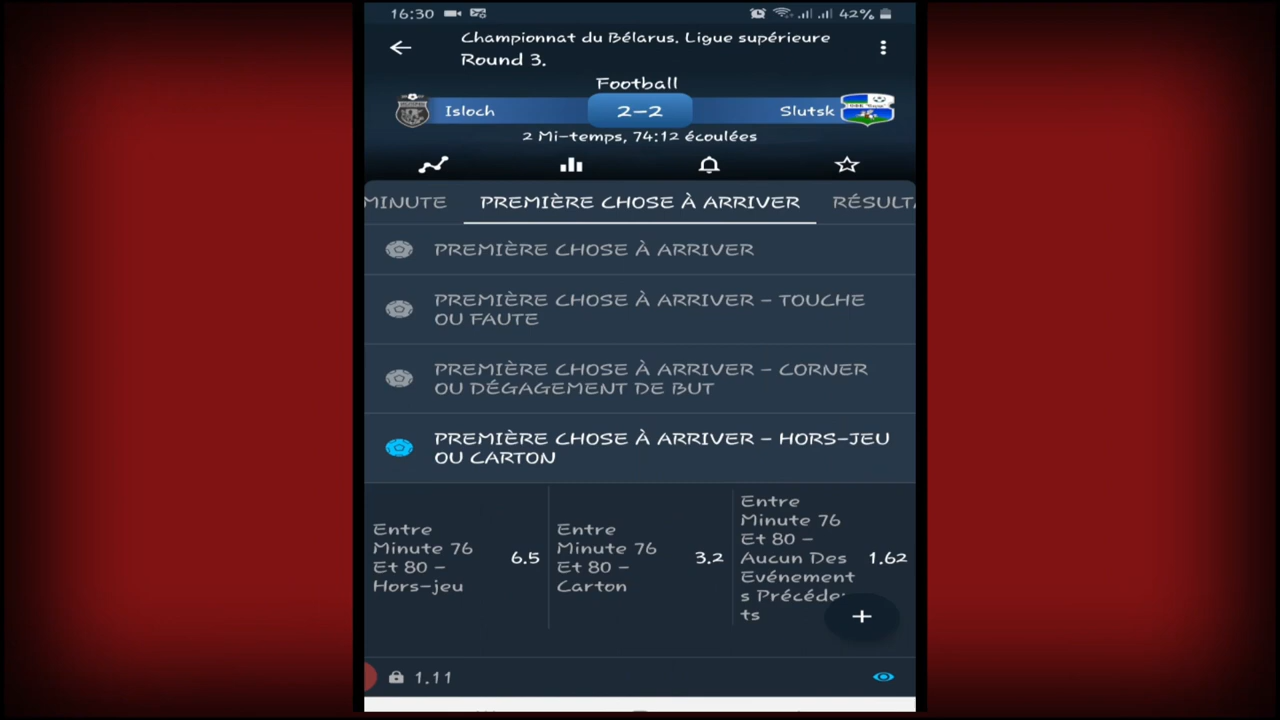 16:30
42%
Championnat du Bélarus. Ligue supérieure
Round 3.
Football
Isloch
2-2
Slutsk
2 Mi-temps, 74:12 écoulées
MINUTE
PREMIÈRE CHOSE À ARRIVER
RÉSULTA
PREMIÈRE CHOSE À ARRIVER
PREMIÈRE CHOSE À ARRIVER - TOUCHE
OU FAUTE
PREMIÈRE CHOSE À ARRIVER - CORNER
OU DÉGAGEMENT DE BUT
PREMIÈRE CHOSE À ARRIVER - HORS-JEU
OU CARTON
Entre
Minute 76
Et 80 -
Hors-jeu
6.5
Entre
Minute 76
Et 80 -
Carton
3.2
Entre
Minute 76
Et 80 -
Aucun Des
Evénement
s Précéde
ts
1.62
+
1.11